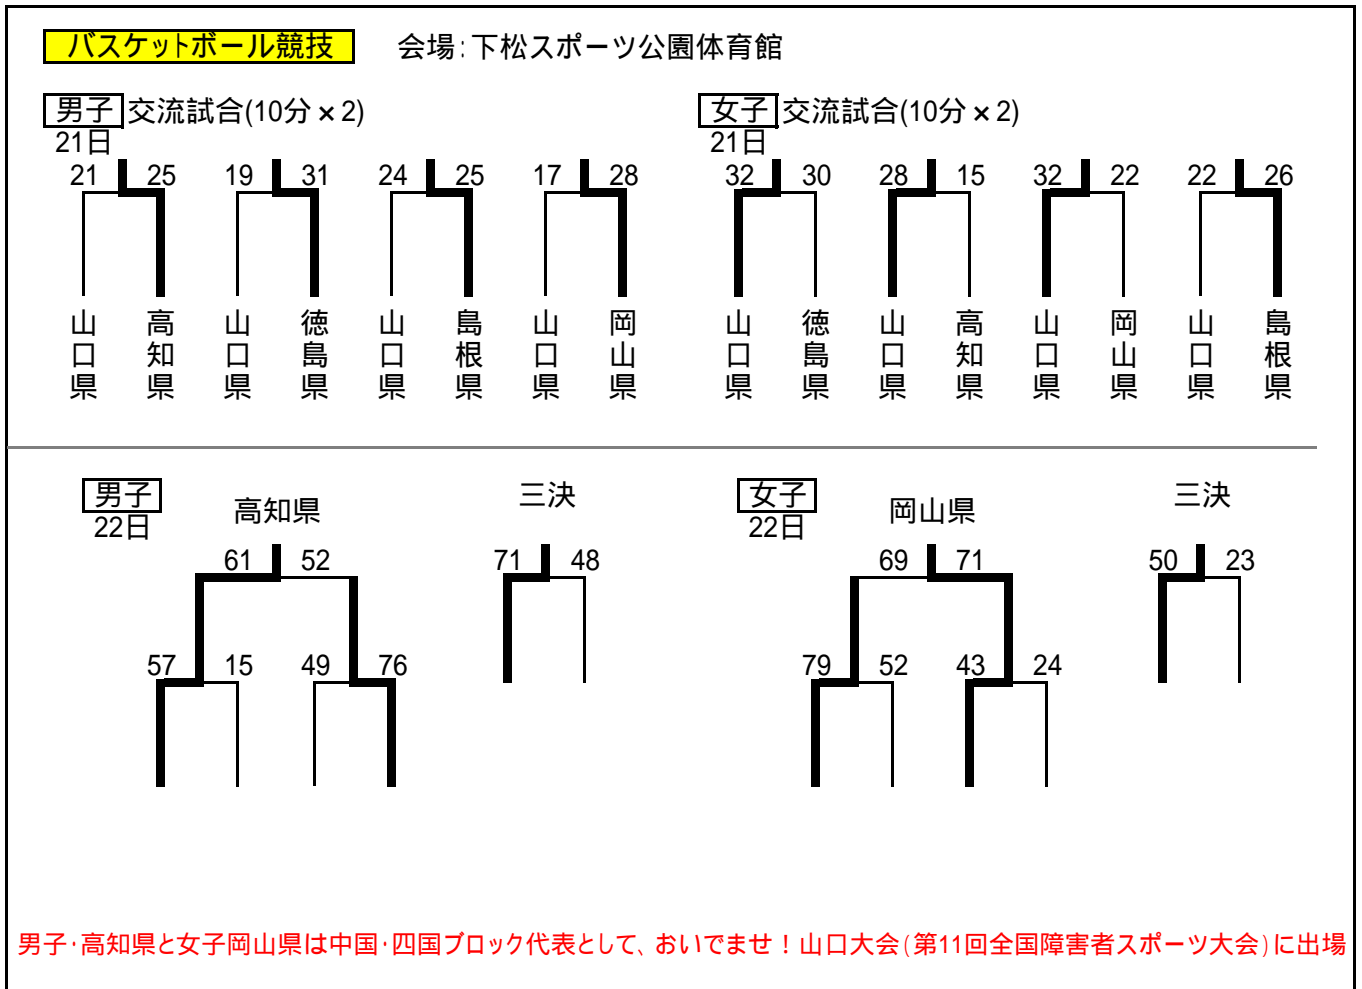 バスケットボール競技 会場:下松スポーツ公園体育館
男子 交流試合(10分×2)
21日
21 25 19 31 24 25 17 28
山口県 高知県 山口県 徳島県 山口県 島根県 山口県 岡山県
女子 交流試合(10分×2)
21日
32 30 28 15 32 22 22 26
山口県 徳島県 山口県 高知県 山口県 岡山県 山口県 島根県
男子 高知県 三決
22日
61 52 71 48
57 15 49 76
女子 岡山県 三決
22日
69 71 50 23
79 52 43 24
男子・高知県と女子岡山県は中国・四国ブロック代表として、おいでませ！山口大会(第11回全国障害者スポーツ大会)に出場